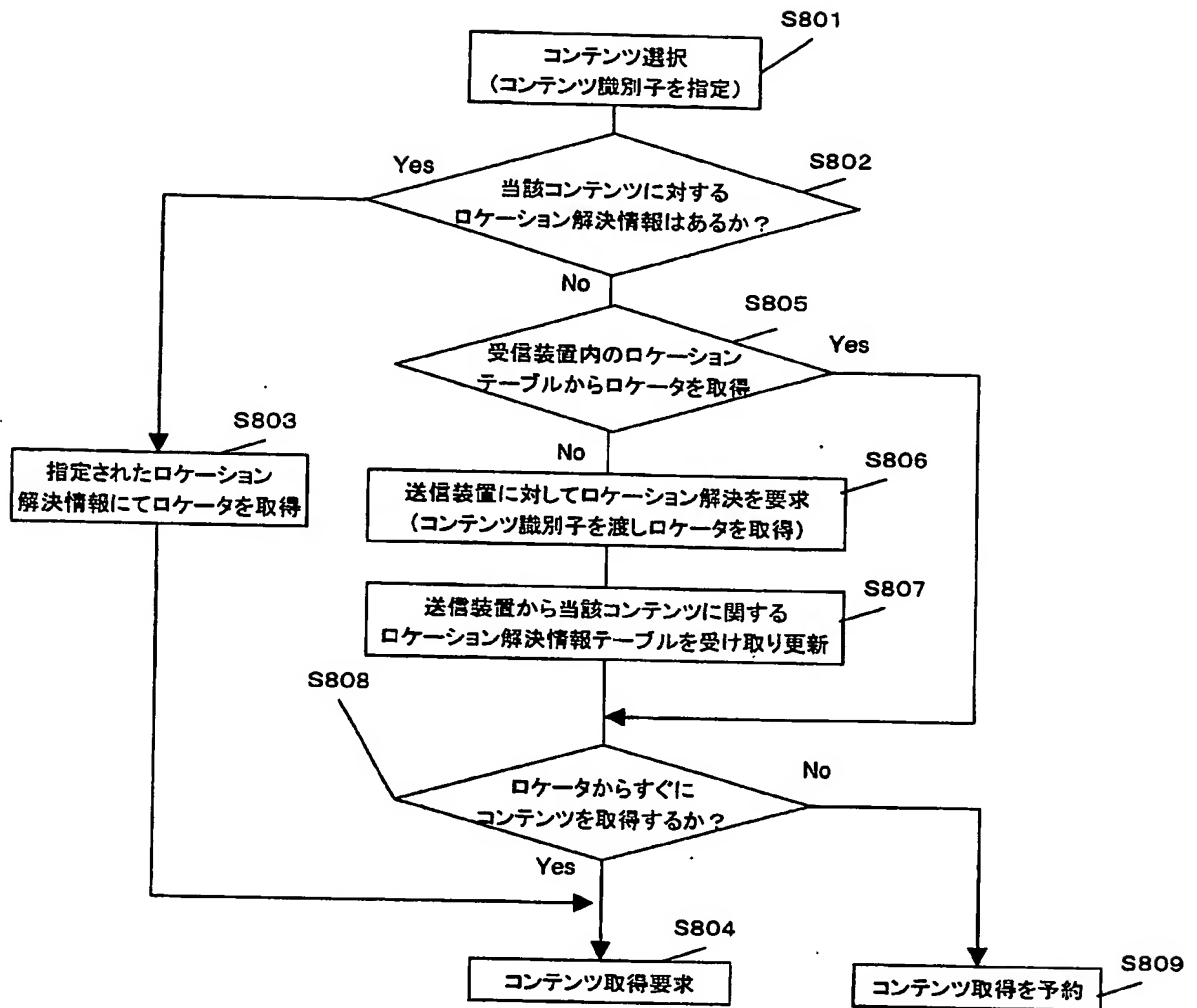 S801
コンテンツ選択
(コンテンツ識別子を指定)
Yes
S802
当該コンテンツに対する
ロケーション解決情報はあるか？
No
S805
受信装置内のロケーション
テーブルからロケータを取得
Yes
S803
指定されたロケーション
解決情報にてロケータを取得
No
S806
送信装置に対してロケーション解決を要求
(コンテンツ識別子を渡しロケータを取得)
S807
送信装置から当該コンテンツに関する
ロケーション解決情報テーブルを受け取り更新
S808
ロケータからすぐに
コンテンツを取得するか？
No
Yes
S804
コンテンツ取得要求
S809
コンテンツ取得を予約